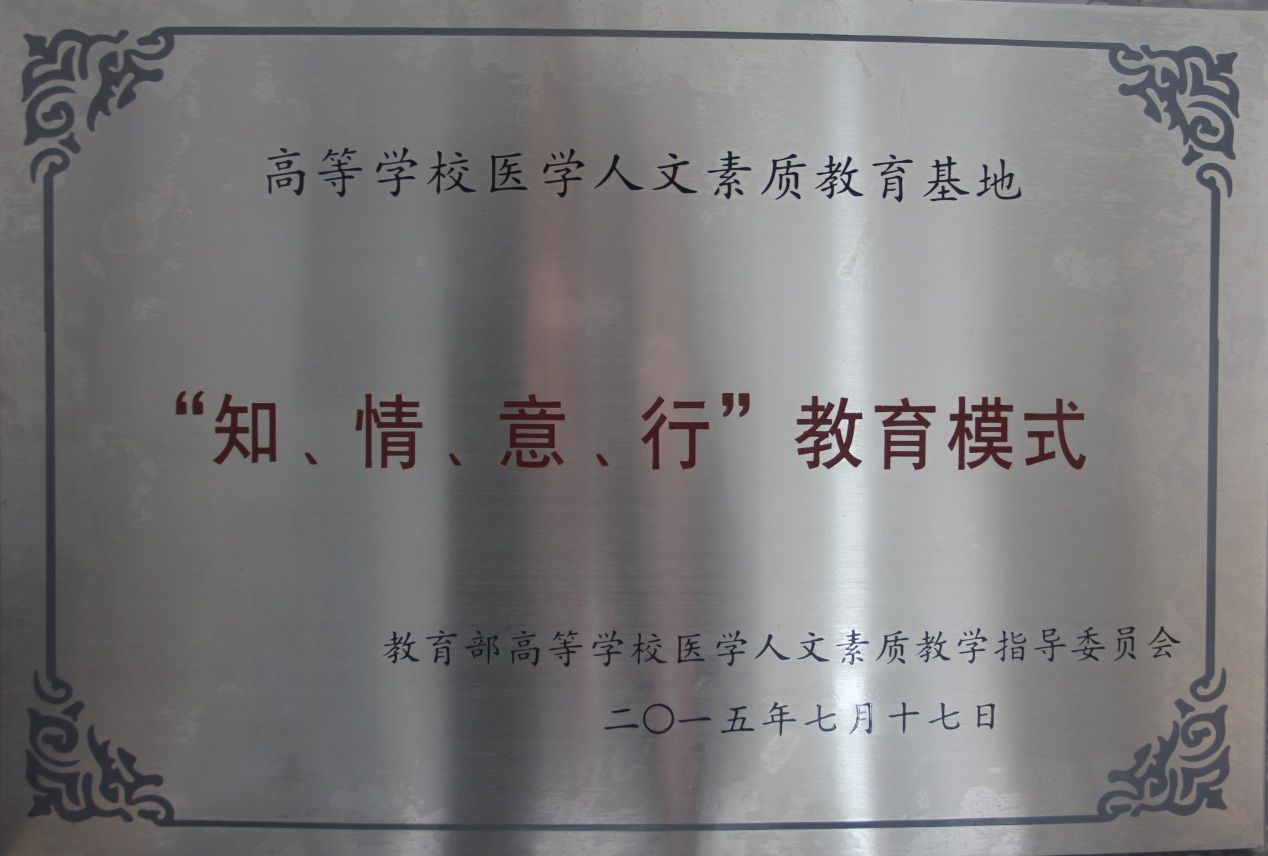 高等学校医学人文素质教育基地
“知、情、意、行”教育模式
教育部高等学校医学人文素质教学指导委员会
二〇一五年七月十七日